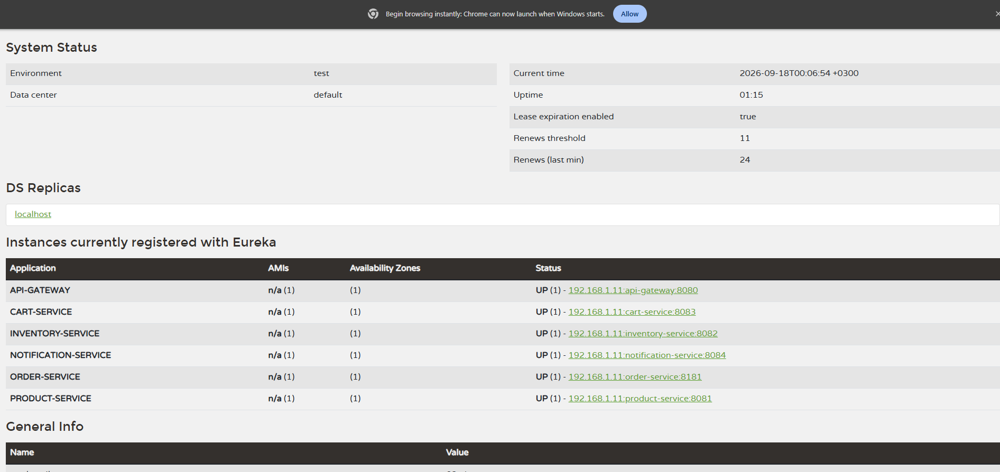 Begin browsing instantly: Chrome can now launch when Windows starts. Allow
System Status
Environment test
Data center default
Current time 2026-09-18T00:06:54 +0300
Uptime 01:15
Lease expiration enabled true
Renews threshold 11
Renews (last min) 24
DS Replicas
localhost
Instances currently registered with Eureka
Application AMIs Availability Zones Status
API-GATEWAY n/a (1) (1) UP (1) - 192.168.1.11:api-gateway:8080
CART-SERVICE n/a (1) (1) UP (1) - 192.168.1.11:cart-service:8083
INVENTORY-SERVICE n/a (1) (1) UP (1) - 192.168.1.11:inventory-service:8082
NOTIFICATION-SERVICE n/a (1) (1) UP (1) - 192.168.1.11:notification-service:8084
ORDER-SERVICE n/a (1) (1) UP (1) - 192.168.1.11:order-service:8181
PRODUCT-SERVICE n/a (1) (1) UP (1) - 192.168.1.11:product-service:8081
General Info
Name Value